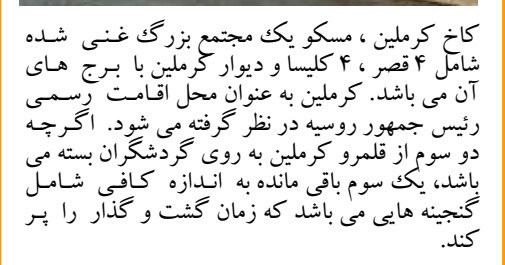 کاخ کرملین ، مسکو یک مجتمع بزرگ غنی شده
شامل ۴ قصر ، ۴ کلیسا و دیوار کرملین با برج های
آن می باشد. کرملین به عنوان محل اقامت رسمی
رئیس جمهور روسیه در نظر گرفته می شود. اگرچه
دو سوم از قلمرو کرملین به روی گردشگران بسته می
باشد، یک سوم باقی مانده به اندازه کافی شامل
گنجینه هایی می باشد که زمان گشت و گذار را پر
کند.